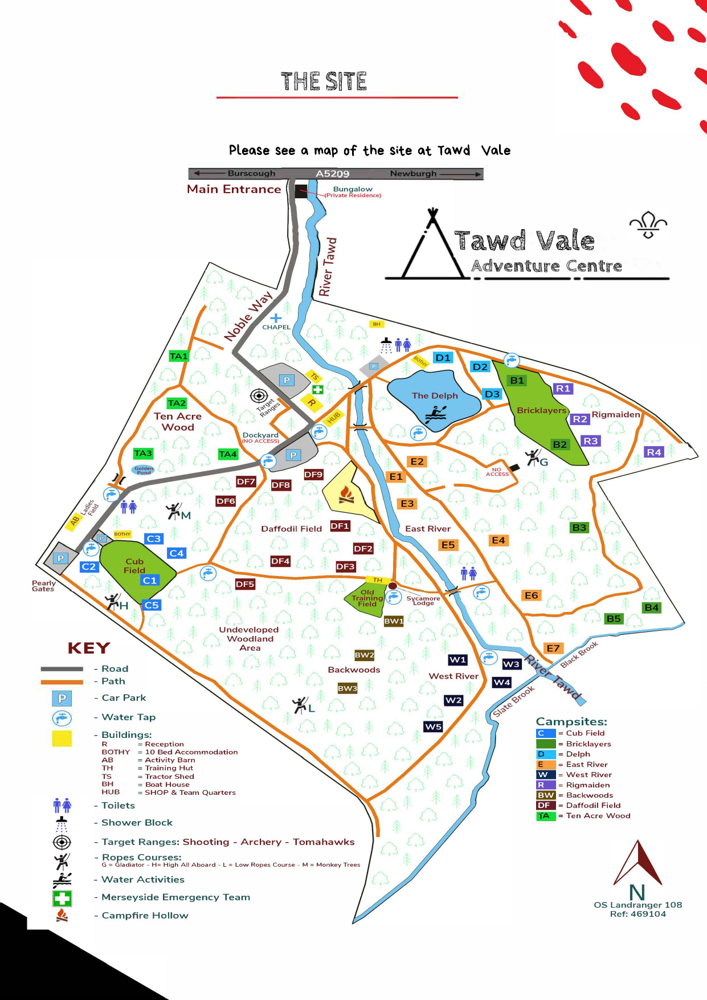 THE SITE
Please see a map of the site at Tawd Vale
Burscough A5209 Newburgh
Main Entrance
Bungalow
(Private Residence)
Tawd Vale
Adventure Centre
River Tawd
Noble Way
CHAPEL
BH
TA1
P
BOTHY
D1
D2
B1
R1
P
TS
R
HUB
Target
Ranges
The Delph
D3
Bricklayers
R2
Rigmaiden
TA2
Ten Acre
Wood
Dockyard
(NO ACCESS)
P
B2
R3
R4
TA3
TA4
Golden
Pond
E2
G
NO
ACCESS
DF9
E1
DF7
DF8
DF6
E3
Ladies
Field
AB
M
Daffodil Field
DF1
East River
B3
BOTHY
P
C3
C4
E4
E5
DF2
P
C2
Cub
Field
C1
DF4
DF3
Pearly
Gates
DF5
TH
Old
Training
Field
Sycamore
Lodge
E6
H
C5
B4
B5
BW1
Undeveloped
Woodland
Area
BW2
Backwoods
BW3
W1
West River
W3
W4
W2
W5
L
E7
Black Brook
River Tawd
Slate Brook
KEY
- Road
- Path
P - Car Park
- Water Tap
- Buildings:
R = Reception
BOTHY = 10 Bed Accommodation
AB = Activity Barn
TH = Training Hut
TS = Tractor Shed
BH = Boat House
HUB = SHOP & Team Quarters
- Toilets
- Shower Block
- Target Ranges: Shooting - Archery - Tomahawks
- Ropes Courses:
G = Gladiator - H= High All Aboard - L = Low Ropes Course - M = Monkey Trees
- Water Activities
- Merseyside Emergency Team
- Campfire Hollow
Campsites:
C = Cub Field
= Bricklayers
D = Delph
E = East River
W = West River
R = Rigmaiden
BW = Backwoods
DF = Daffodil Field
TA = Ten Acre Wood
N
OS Landranger 108
Ref: 469104